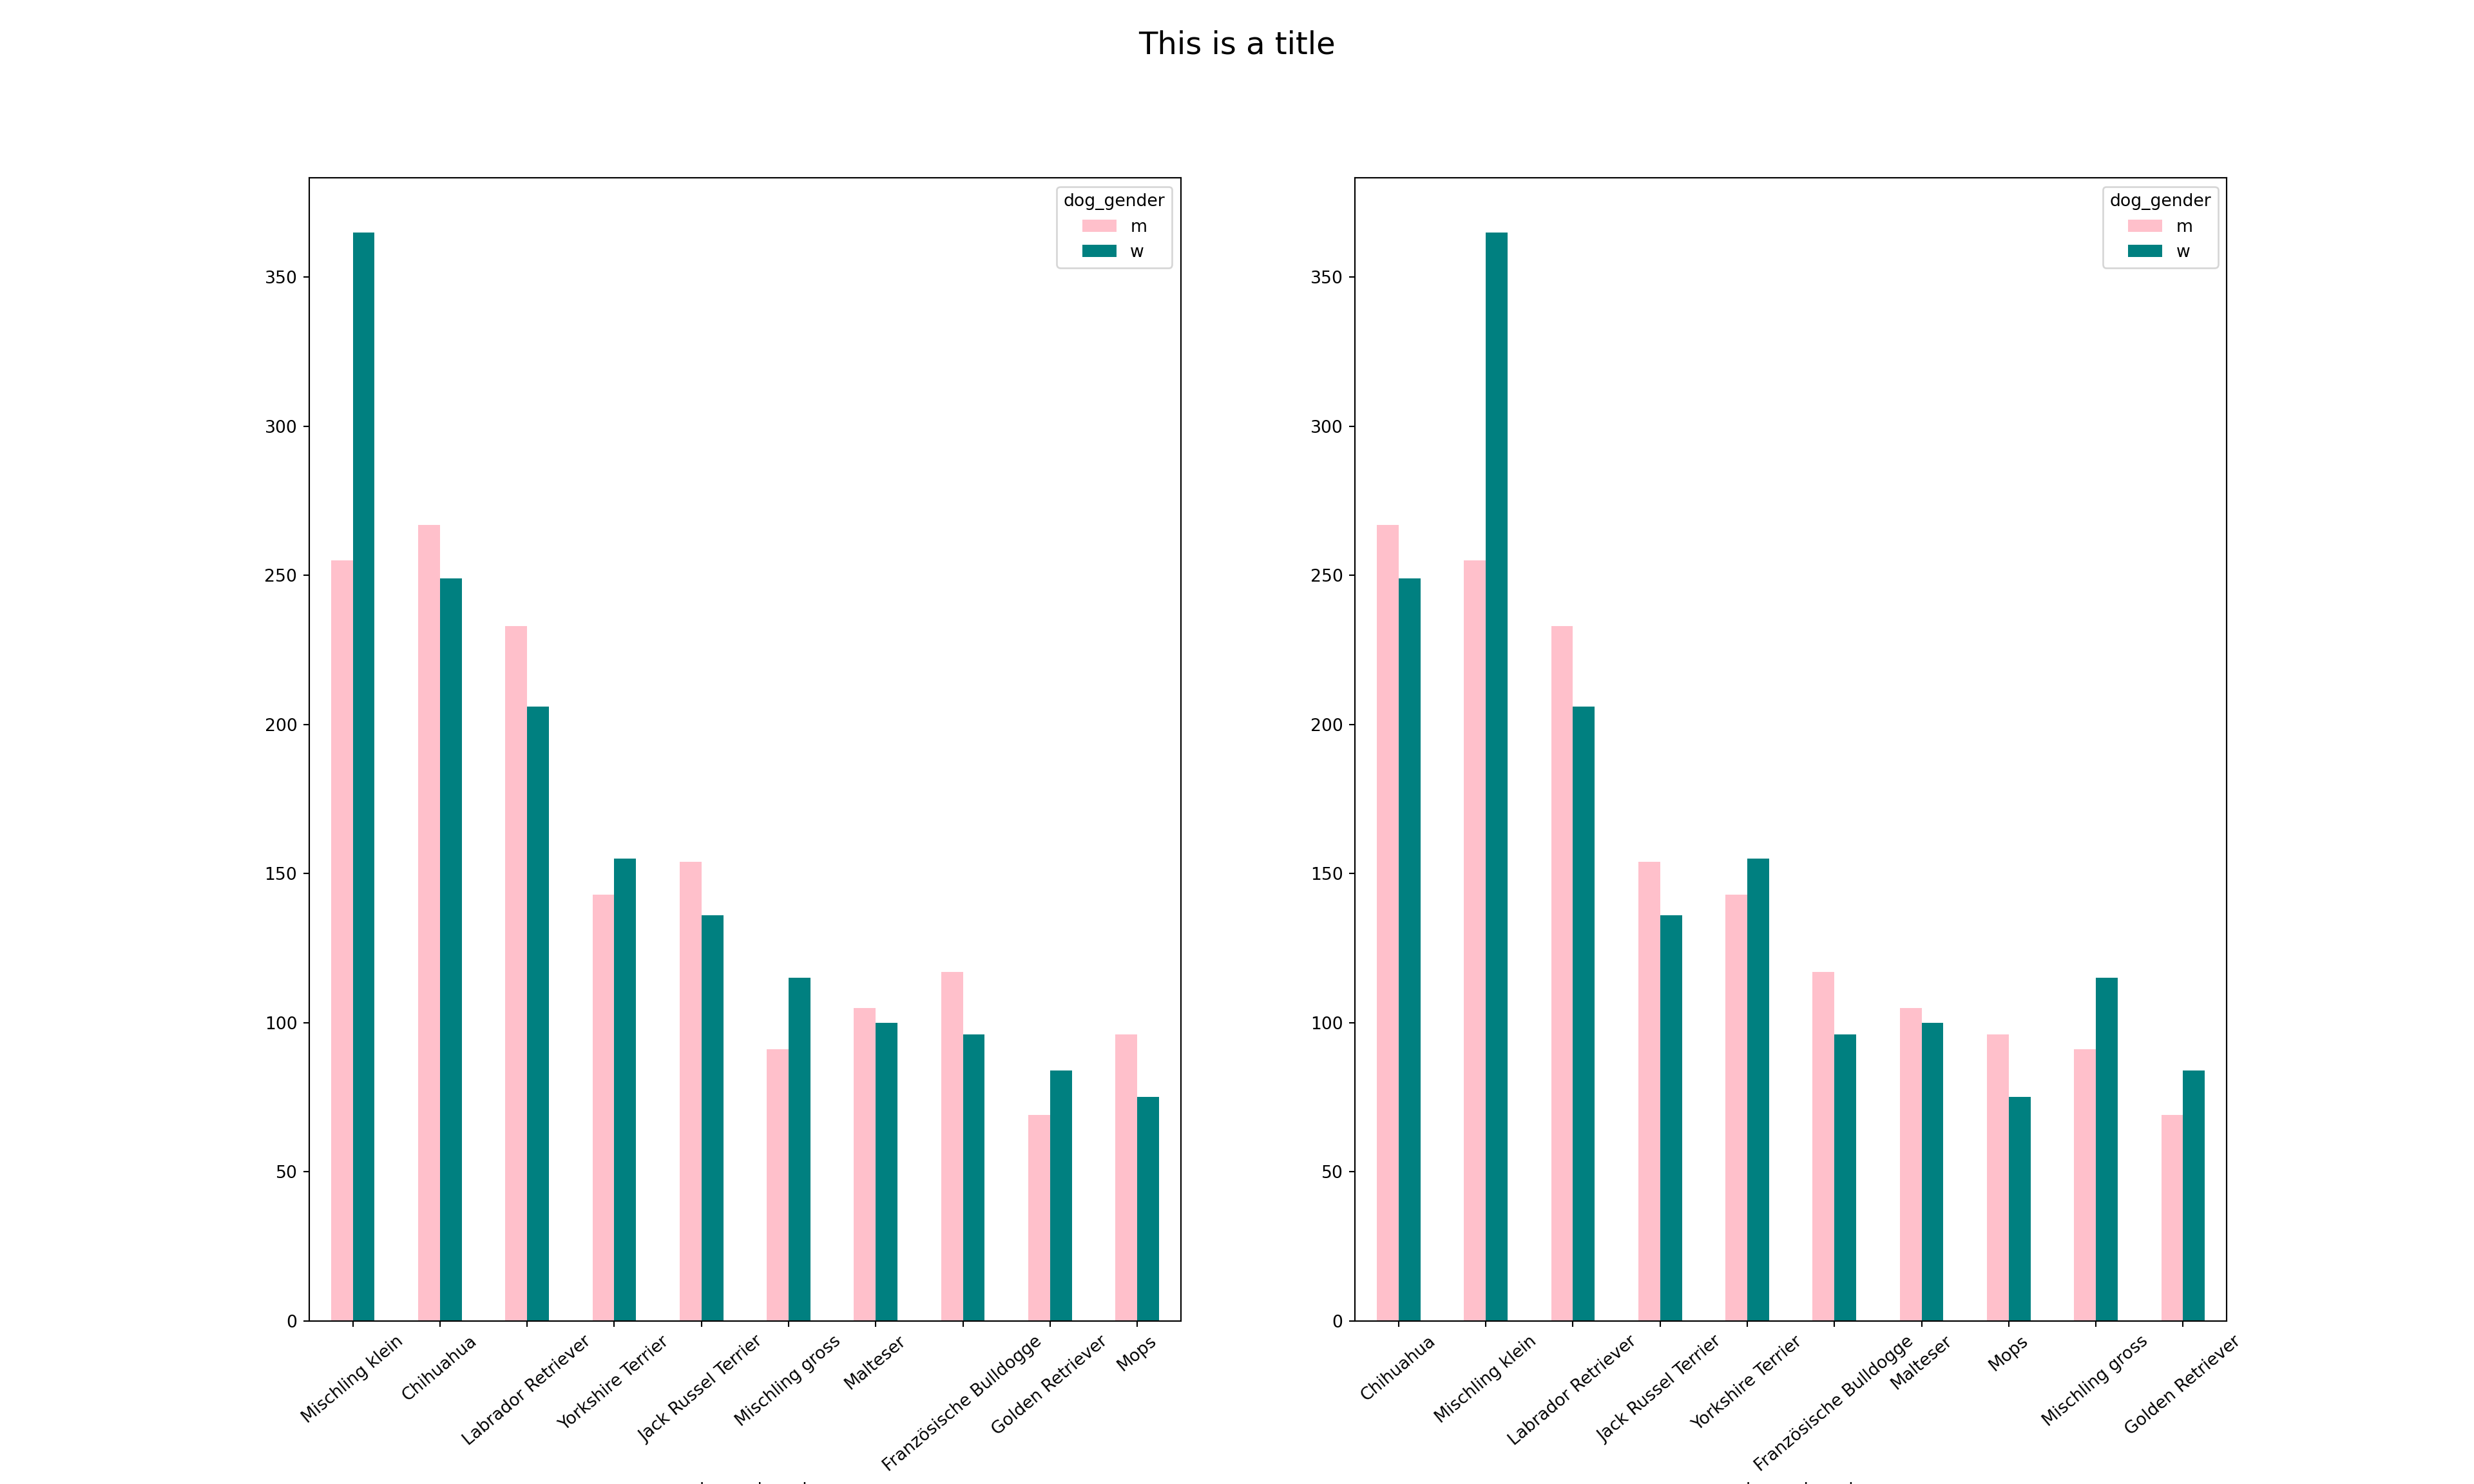 This is a title
dog_gender
m
w
350
300
250
200
150
100
50
0
Mischling klein
Chihuahua
Labrador Retriever
Yorkshire Terrier
Jack Russel Terrier
Mischling gross
Malteser
Französische Bulldogge
Golden Retriever
Mops
dog_gender
m
w
350
300
250
200
150
100
50
0
Chihuahua
Mischling klein
Labrador Retriever
Jack Russel Terrier
Yorkshire Terrier
Französische Bulldogge
Malteser
Mops
Mischling gross
Golden Retriever